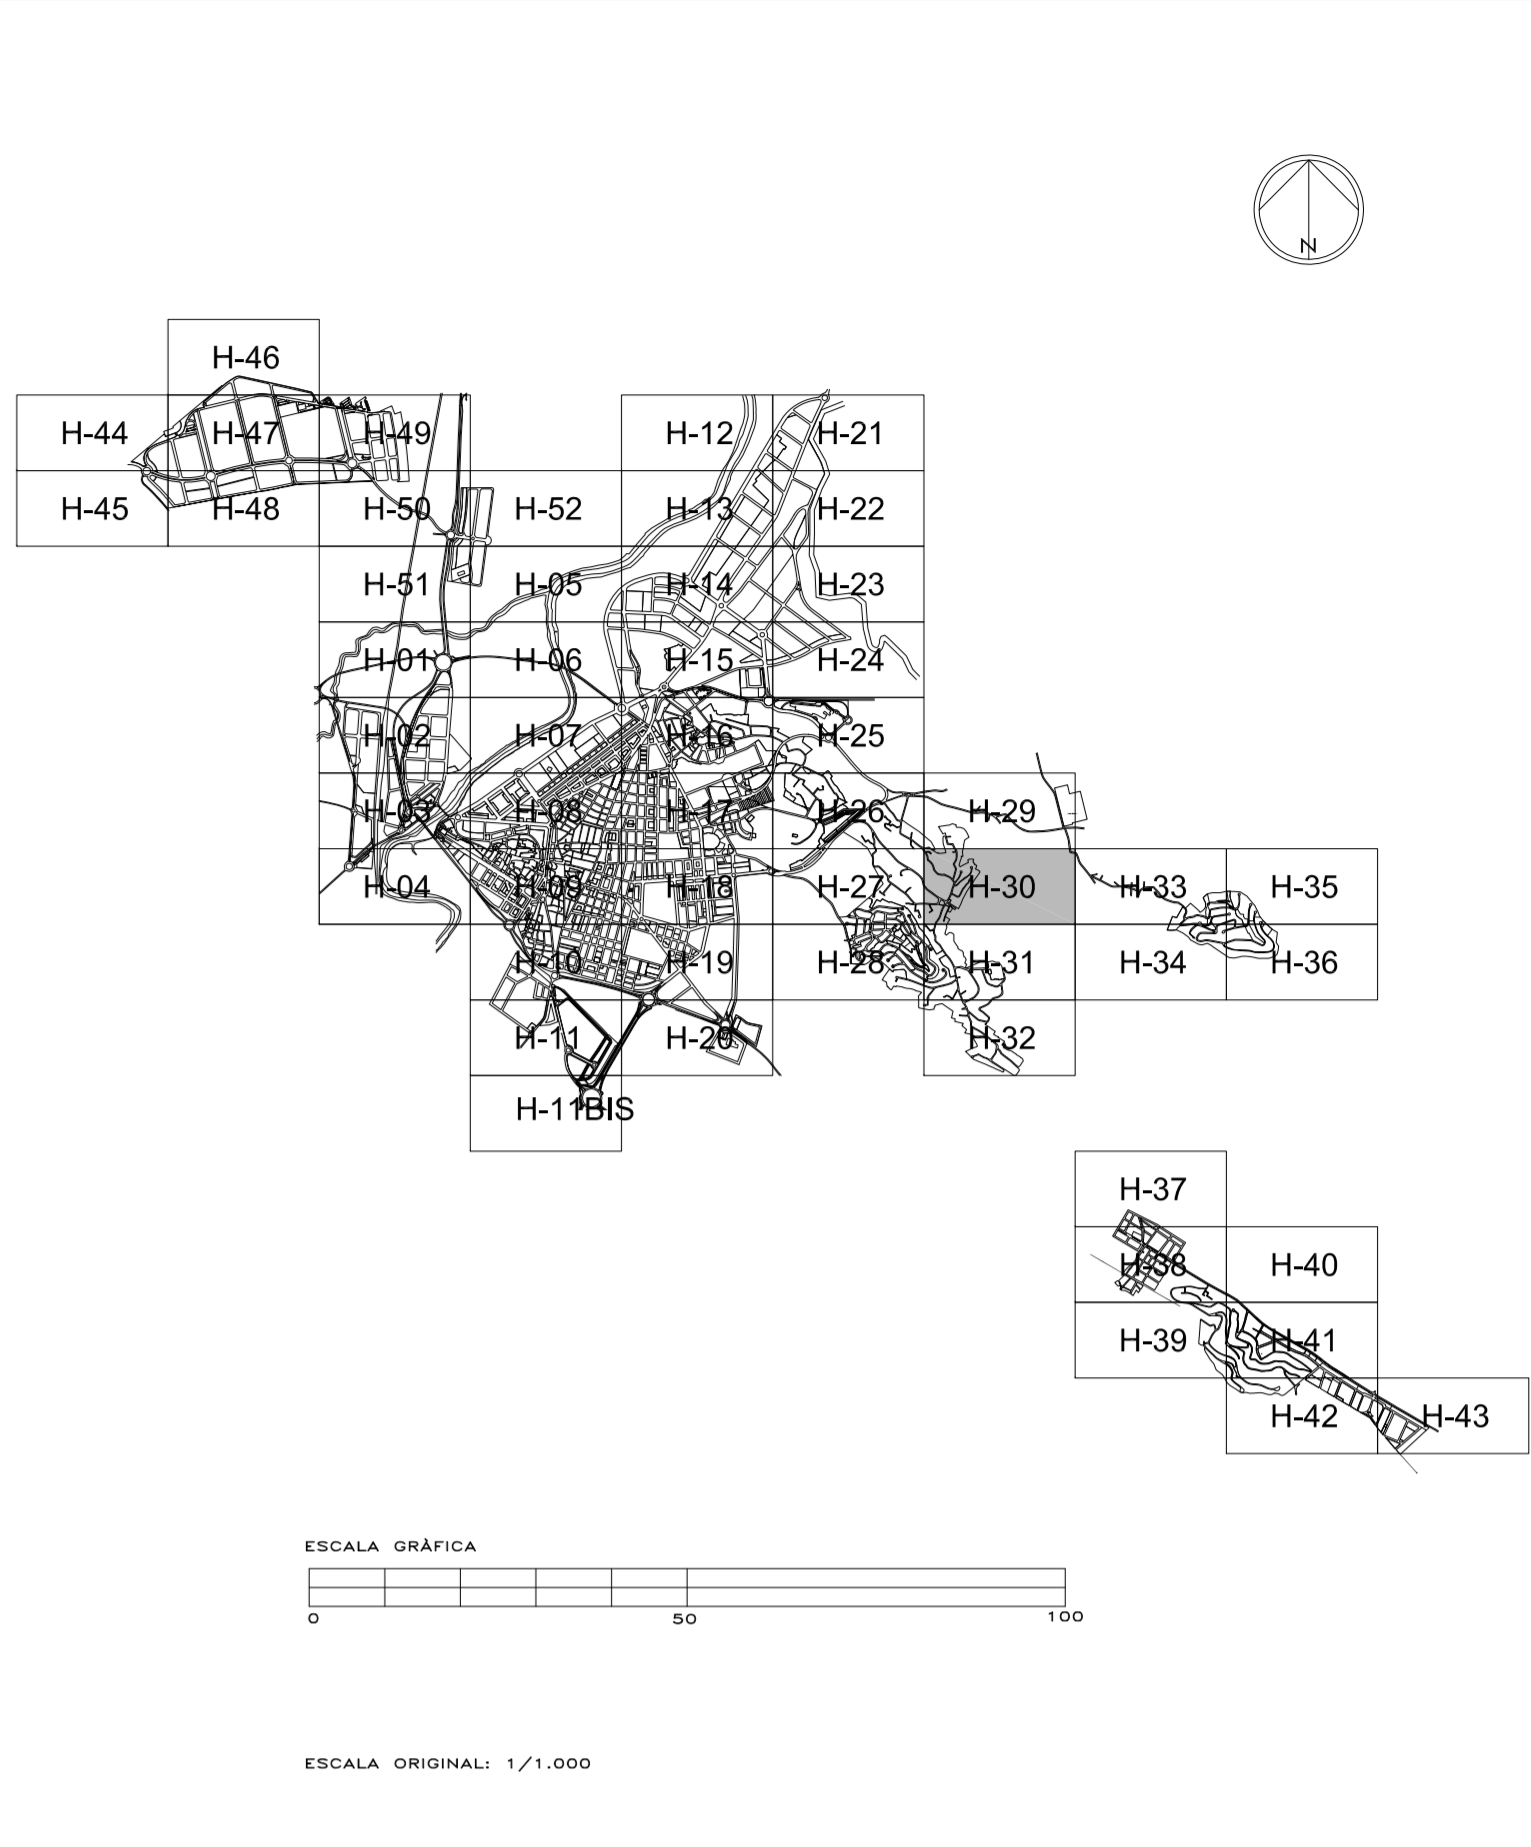 N
H-46
H-44 H-47 H-49 H-12 H-21
H-45 H-48 H-50 H-52 H-13 H-22
H-51 H-05 H-14 H-23
H-01 H-06 H-15 H-24
H-02 H-07 H-16 H-25
H-03 H-08 H-17 H-26 H-29
H-04 H-09 H-18 H-27 H-30 H-33 H-35
H-10 H-19 H-28 H-31 H-34 H-36
H-11 H-20 H-32
H-11BIS
H-37
H-38 H-40
H-39 H-41
H-42 H-43
ESCALA GRÀFICA
0 50 100
ESCALA ORIGINAL: 1/1.000